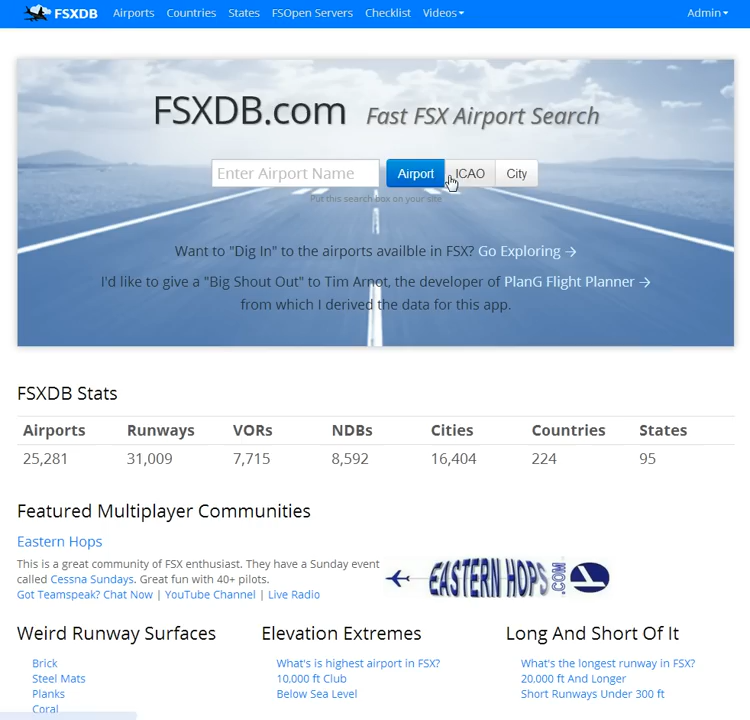 FSXDB Airports Countries States FSOpen Servers Checklist Videos Admin
FSXDB.com Fast FSX Airport Search
Enter Airport Name Airport ICAO City
Put this search box on your site
Want to "Dig In" to the airports availble in FSX? Go Exploring →
I'd like to give a "Big Shout Out" to Tim Arnot, the developer of PlanG Flight Planner →
from which I derived the data for this app.
FSXDB Stats
Airports Runways VORs NDBs Cities Countries States
25,281 31,009 7,715 8,592 16,404 224 95
Featured Multiplayer Communities
Eastern Hops
This is a great community of FSX enthusiast. They have a Sunday event
called Cessna Sundays. Great fun with 40+ pilots.
Got Teamspeak? Chat Now | YouTube Channel | Live Radio
EASTERN HOPS.COM
Weird Runway Surfaces Elevation Extremes Long And Short Of It
Brick What's is highest airport in FSX? What's the longest runway in FSX?
Steel Mats 10,000 ft Club 20,000 ft And Longer
Planks Below Sea Level Short Runways Under 300 ft
Coral